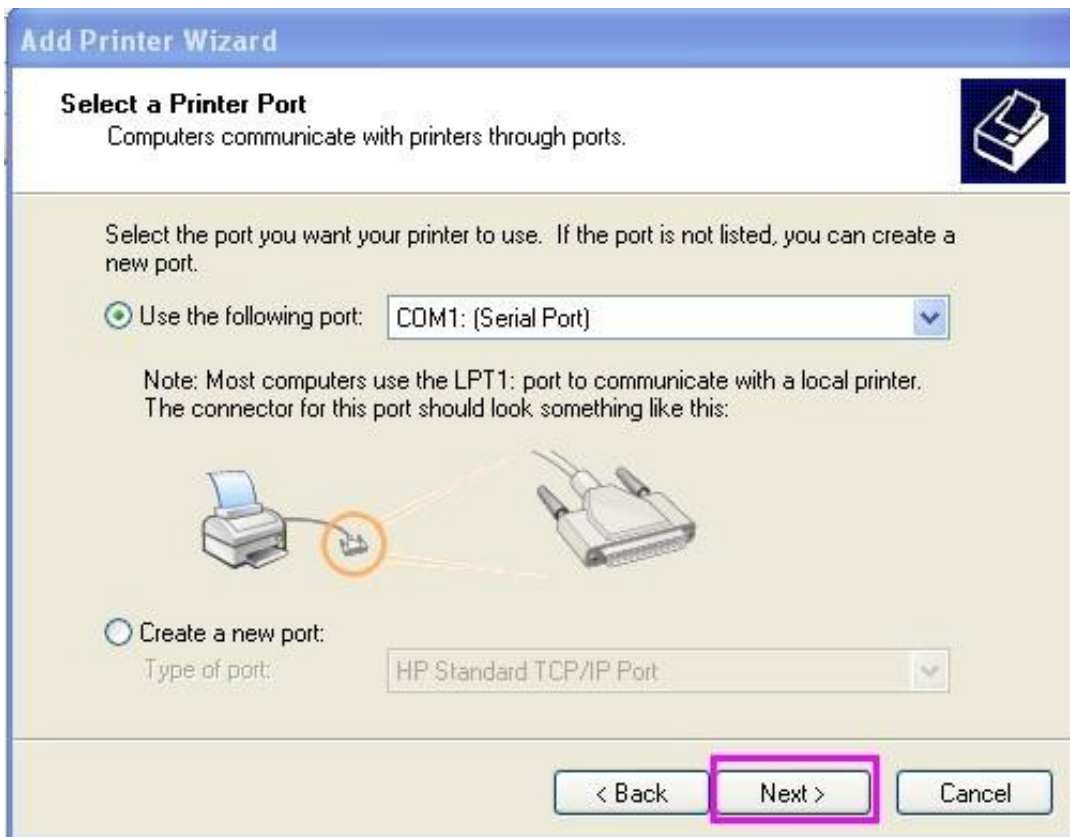 Add Printer Wizard
Select a Printer Port
Computers communicate with printers through ports.
Select the port you want your printer to use. If the port is not listed, you can create a
new port.
Use the following port: COM1: (Serial Port)
Note: Most computers use the LPT1: port to communicate with a local printer.
The connector for this port should look something like this:
Create a new port:
Type of port: HP Standard TCP/IP Port
< Back Next > Cancel